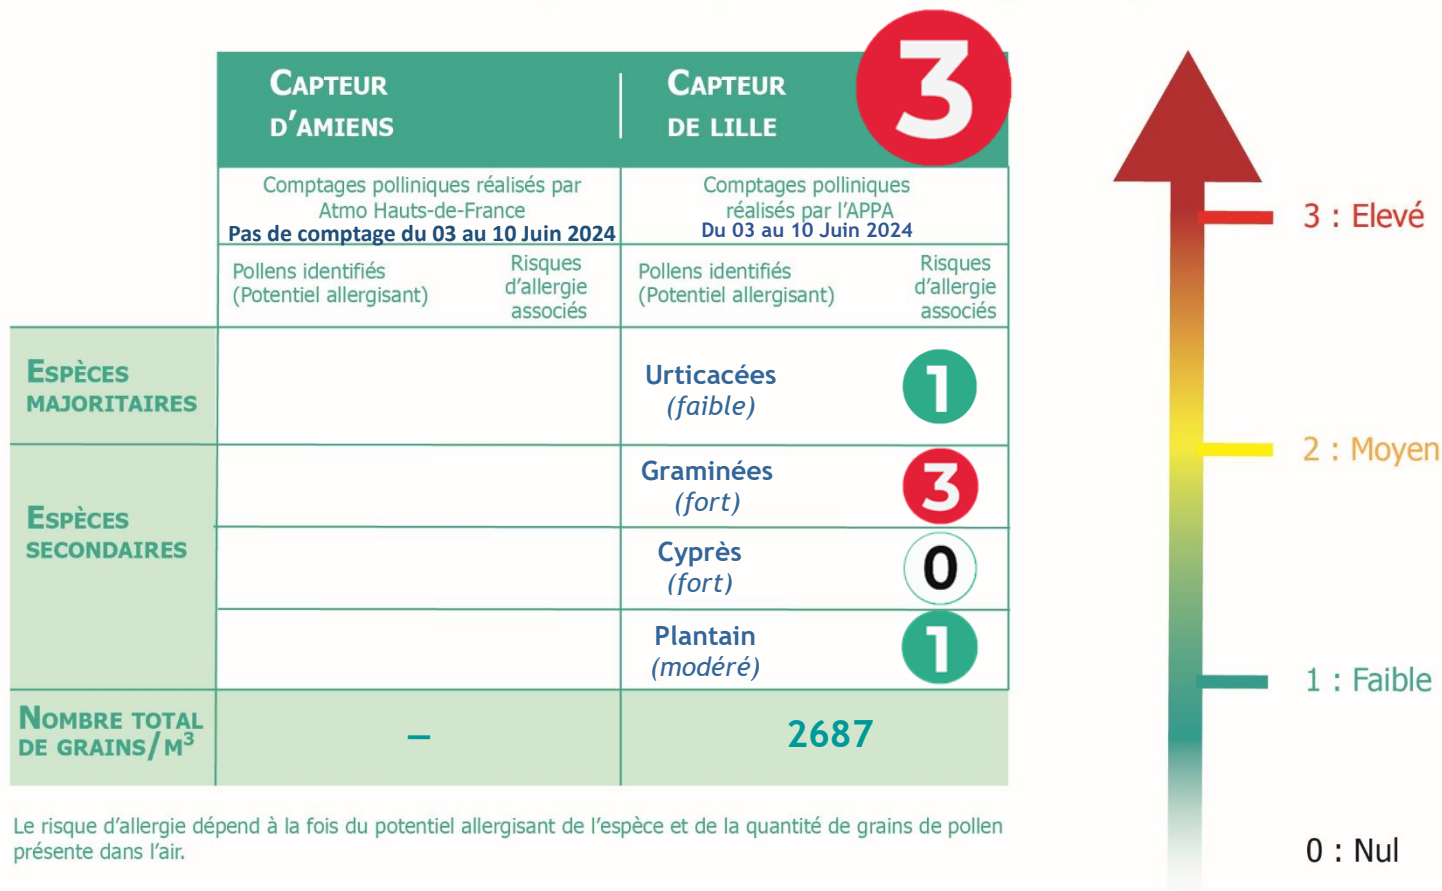 CAPTEUR
D'AMIENS
CAPTEUR
DE LILLE
3
Comptages polliniques réalisés par
Atmo Hauts-de-France
Pas de comptage du 03 au 10 Juin 2024
Comptages polliniques
réalisés par l'APPA
Du 03 au 10 Juin 2024
Pollens identifiés
(Potentiel allergisant)
Risques
d'allergie
associés
Pollens identifiés
(Potentiel allergisant)
Risques
d'allergie
associés
ESPÈCES
MAJORITAIRES
Urticacées
(faible)
1
ESPÈCES
SECONDAIRES
Graminées
(fort)
3
Cyprès
(fort)
0
Plantain
(modéré)
1
NOMBRE TOTAL
DE GRAINS/M³
–
2687
Le risque d'allergie dépend à la fois du potentiel allergisant de l'espèce et de la quantité de grains de pollen
présente dans l'air.
3 : Elevé
2 : Moyen
1 : Faible
0 : Nul